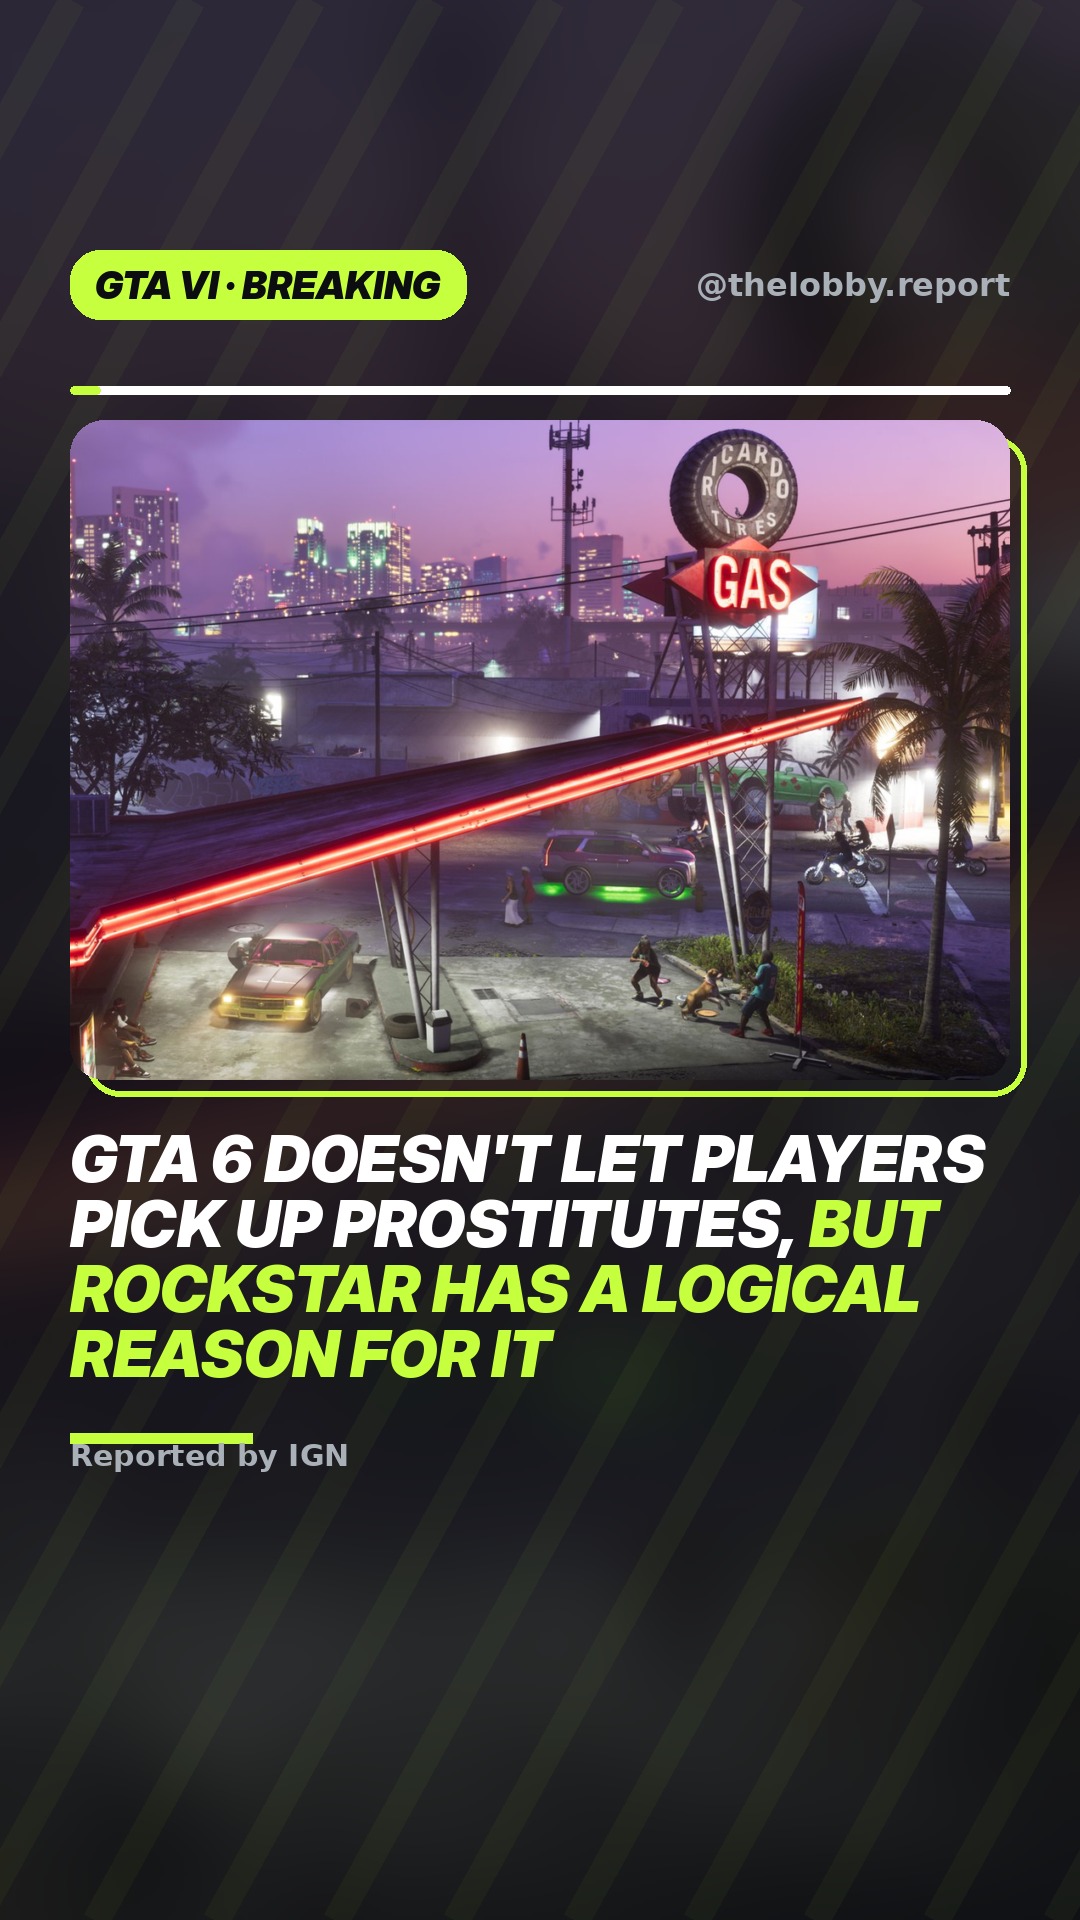 GTA VI · BREAKING
@thelobby.report
RICARDO
TIRES
GAS
GTA 6 DOESN'T LET PLAYERS
PICK UP PROSTITUTES, BUT
ROCKSTAR HAS A LOGICAL
REASON FOR IT
Reported by IGN